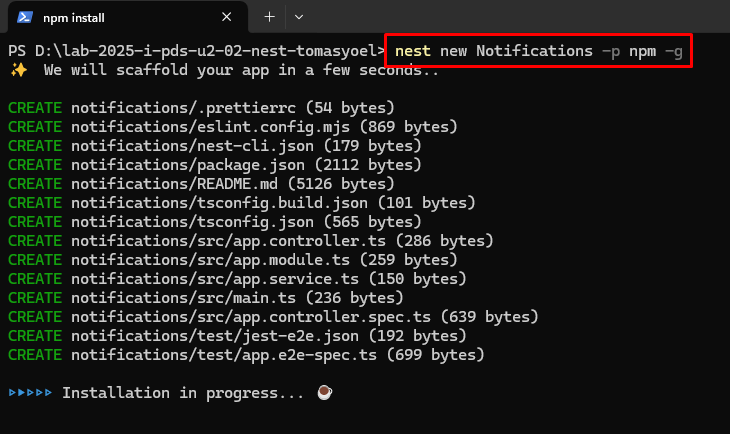 npm install
PS D:\lab-2025-i-pds-u2-02-nest-tomasyoel> nest new Notifications -p npm -g
✨ We will scaffold your app in a few seconds..
CREATE notifications/.prettierrc (54 bytes)
CREATE notifications/eslint.config.mjs (869 bytes)
CREATE notifications/nest-cli.json (179 bytes)
CREATE notifications/package.json (2112 bytes)
CREATE notifications/README.md (5126 bytes)
CREATE notifications/tsconfig.build.json (101 bytes)
CREATE notifications/tsconfig.json (565 bytes)
CREATE notifications/src/app.controller.ts (286 bytes)
CREATE notifications/src/app.module.ts (259 bytes)
CREATE notifications/src/app.service.ts (150 bytes)
CREATE notifications/src/main.ts (236 bytes)
CREATE notifications/src/app.controller.spec.ts (639 bytes)
CREATE notifications/test/jest-e2e.json (192 bytes)
CREATE notifications/test/app.e2e-spec.ts (699 bytes)
▹▸▹▹▹ Installation in progress... ☕